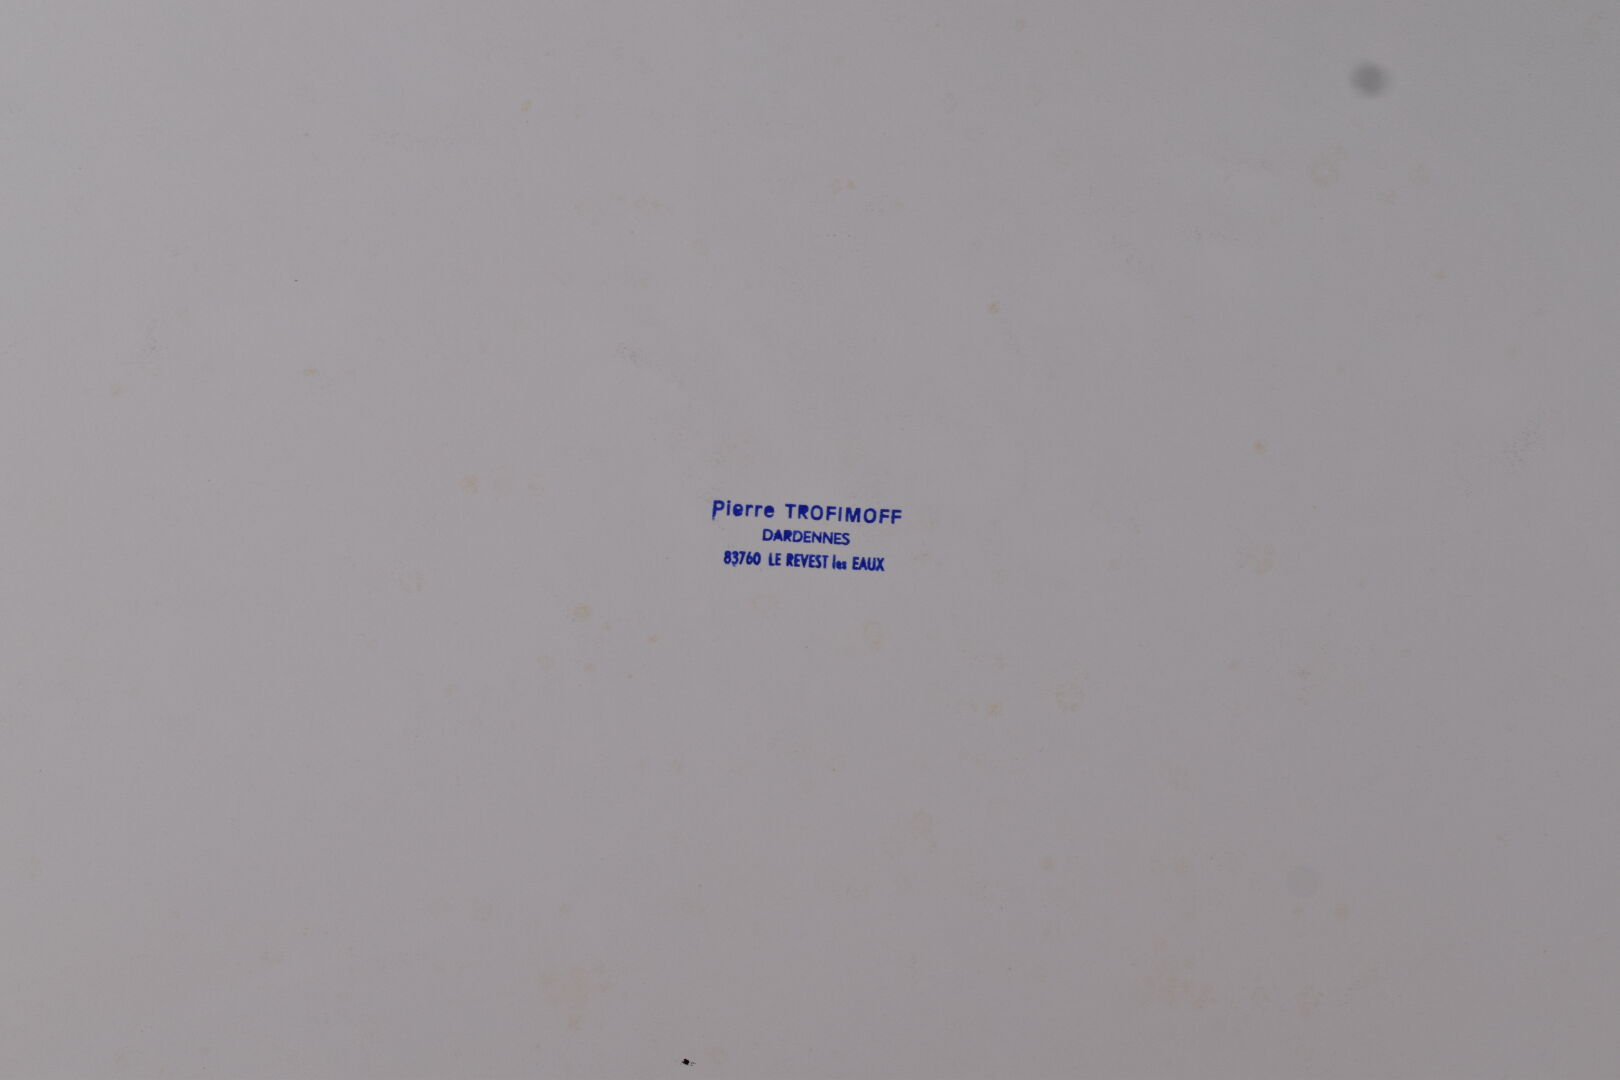 Pierre TROFIMOFF
DARDENNES
83760 LE REVEST les EAUX